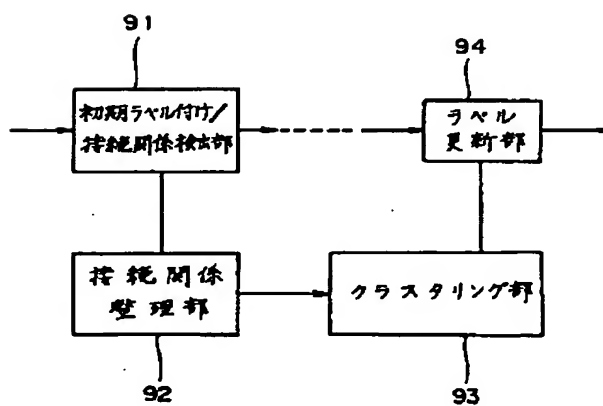 91
初期ラベル付け/
接続関係検出部
94
ラベル
更新部
接続関係
整理部
92
クラスタリング部
93